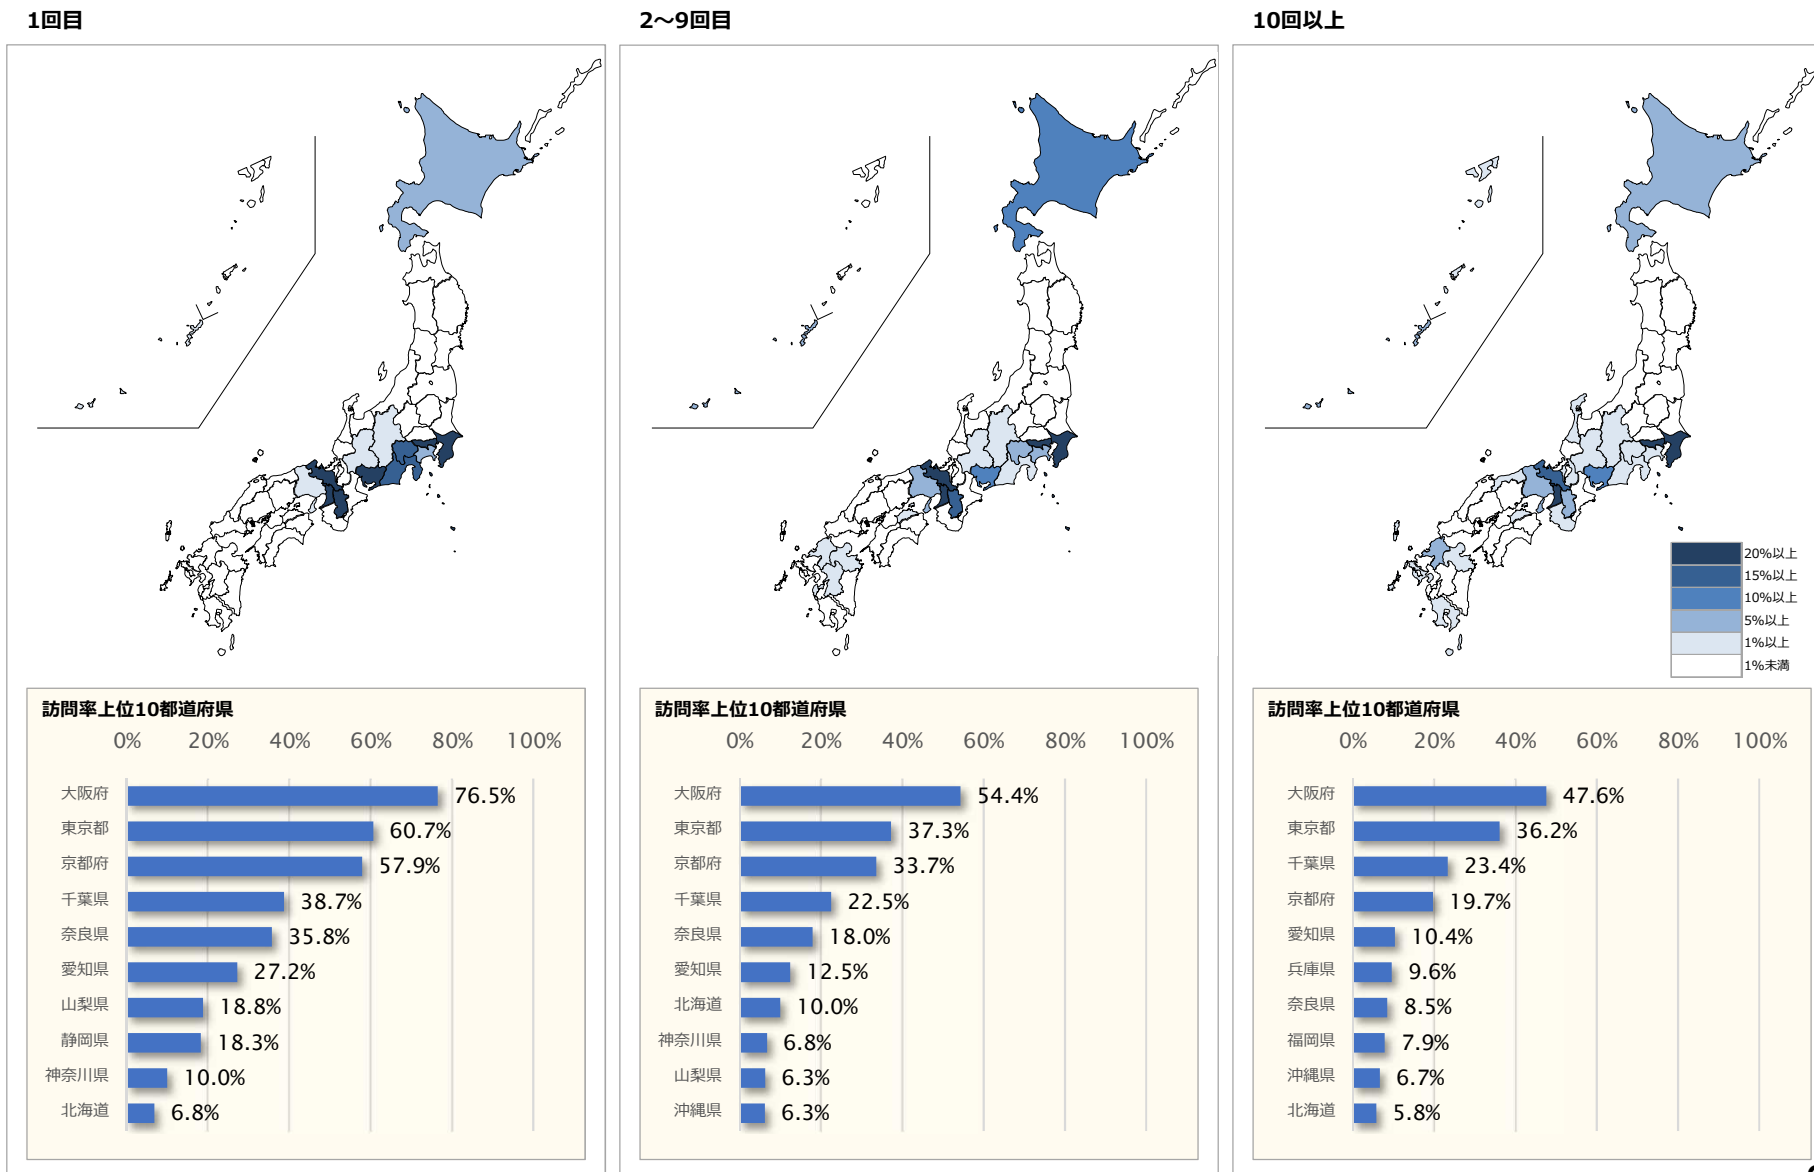 1回目
2～9回目
10回以上
20%以上
15%以上
10%以上
5%以上
1%以上
1%未満
訪問率上位10都道府県
0% 20% 40% 60% 80% 100%
大阪府 76.5%
東京都 60.7%
京都府 57.9%
千葉県 38.7%
奈良県 35.8%
愛知県 27.2%
山梨県 18.8%
静岡県 18.3%
神奈川県 10.0%
北海道 6.8%
訪問率上位10都道府県
0% 20% 40% 60% 80% 100%
大阪府 54.4%
東京都 37.3%
京都府 33.7%
千葉県 22.5%
奈良県 18.0%
愛知県 12.5%
北海道 10.0%
神奈川県 6.8%
山梨県 6.3%
沖縄県 6.3%
訪問率上位10都道府県
0% 20% 40% 60% 80% 100%
大阪府 47.6%
東京都 36.2%
千葉県 23.4%
京都府 19.7%
愛知県 10.4%
兵庫県 9.6%
奈良県 8.5%
福岡県 7.9%
沖縄県 6.7%
北海道 5.8%